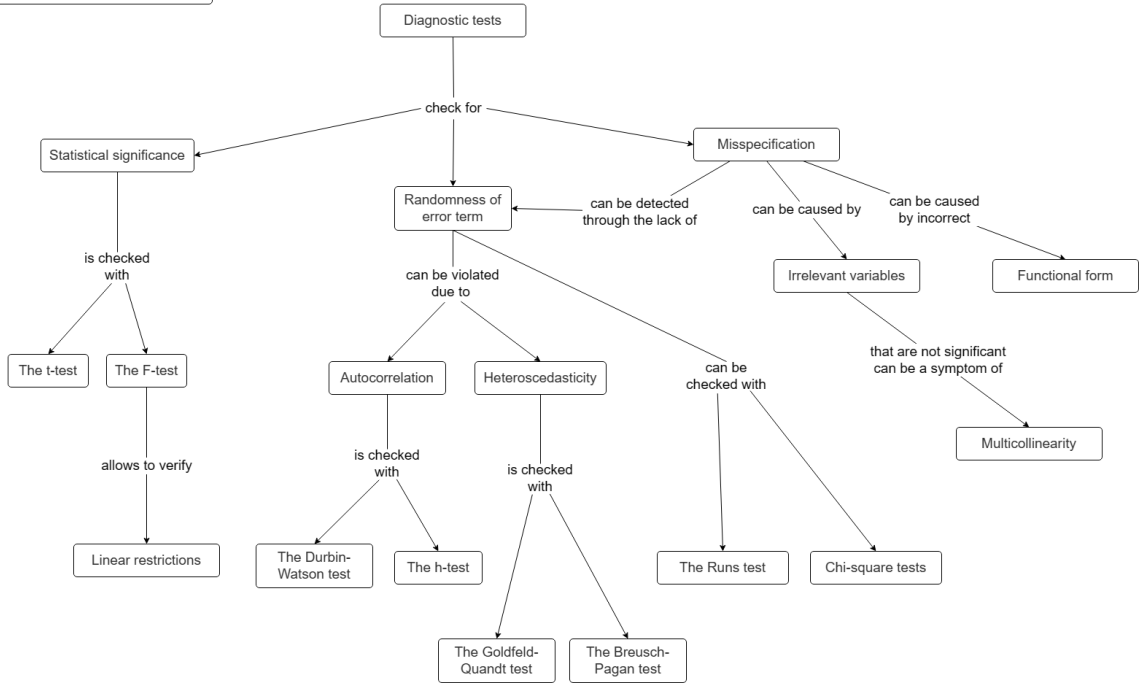 Diagnostic tests
check for
Statistical significance
Misspecification
Randomness of
error term
can be detected
through the lack of
can be caused by
can be caused
by incorrect
is checked
with
can be violated
due to
Irrelevant variables
Functional form
The t-test
The F-test
Autocorrelation
Heteroscedasticity
can be
checked with
that are not significant
can be a symptom of
Multicollinearity
allows to verify
is checked
with
is checked
with
Linear restrictions
The Durbin-
Watson test
The h-test
The Runs test
Chi-square tests
The Goldfeld-
Quandt test
The Breusch-
Pagan test